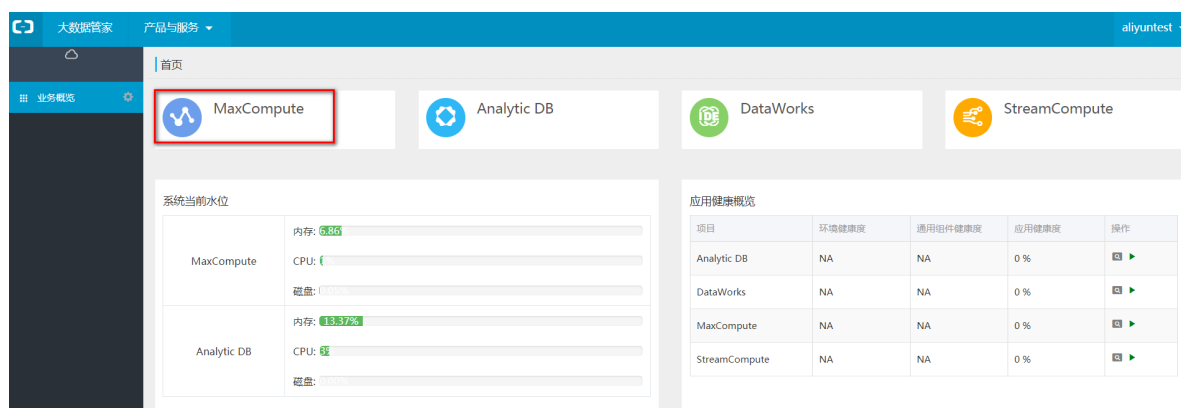 大数据管家 产品与服务 aliyuntest
首页
业务概览
MaxCompute Analytic DB DataWorks StreamCompute
系统当前水位
MaxCompute
内存: 6.86
CPU:
磁盘:
Analytic DB
内存: 13.37%
CPU:
磁盘:
应用健康概览
项目 环境健康度 通用组件健康度 应用健康度 操作
Analytic DB NA NA 0 %
DataWorks NA NA 0 %
MaxCompute NA NA 0 %
StreamCompute NA NA 0 %